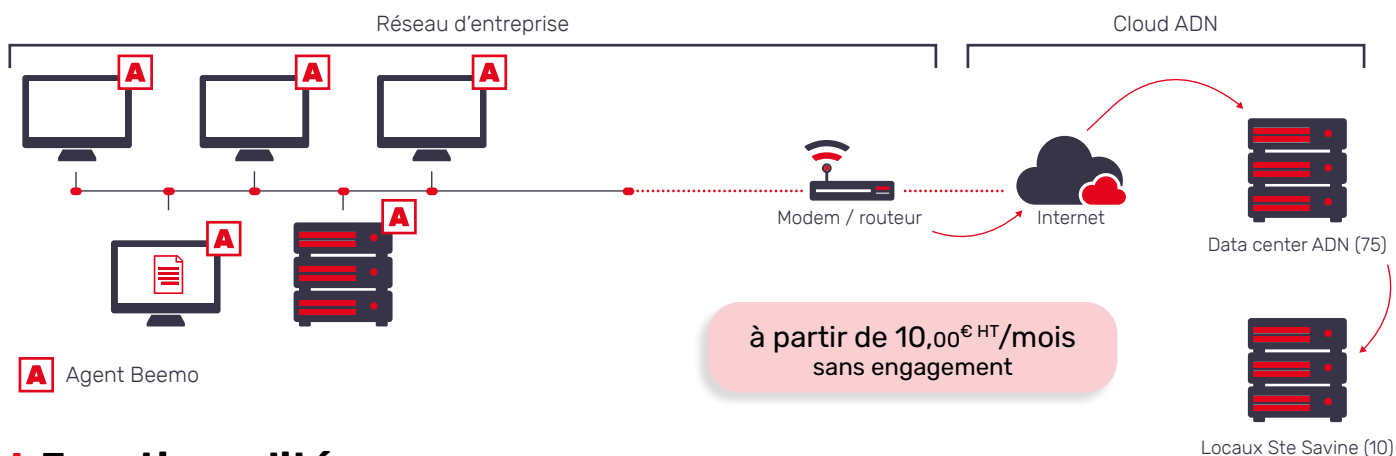 Réseau d'entreprise
Cloud ADN
A
A
A
A
A
Modem / routeur
Internet
Data center ADN (75)
à partir de 10,00€ HT/mois
sans engagement
A Agent Beemo
Locaux Ste Savine (10)